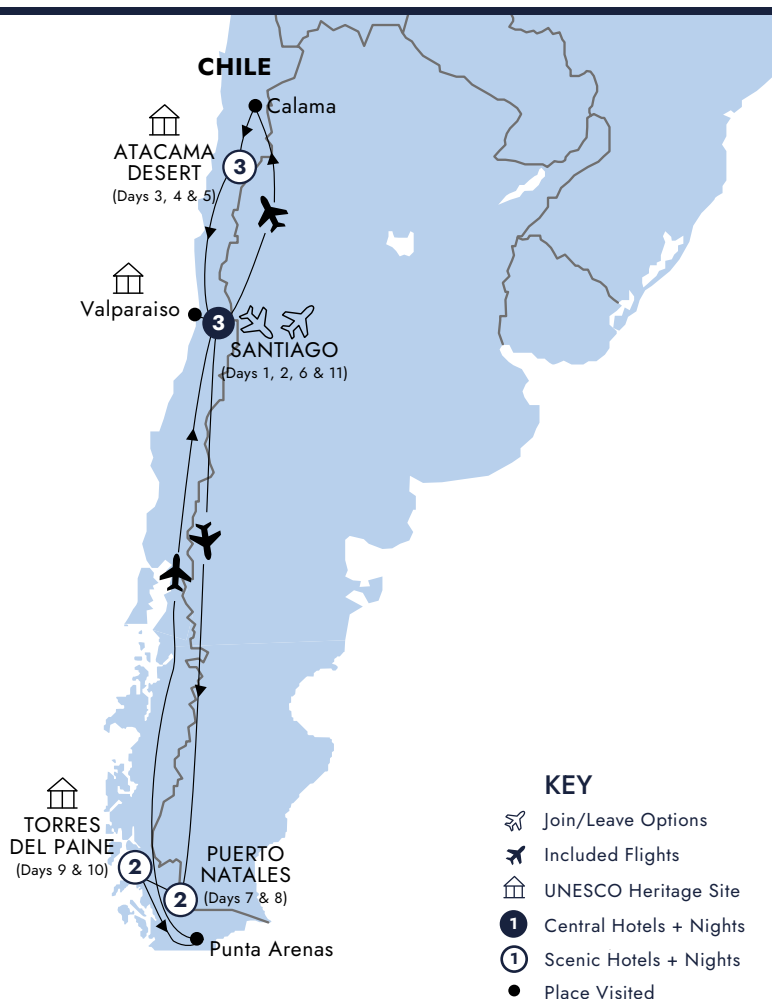 CHILE
Calama
ATACAMA
DESERT
(Days 3, 4 & 5)
3
Valparaiso
3
SANTIAGO
(Days 1, 2, 6 & 11)
TORRES
DEL PAINE
(Days 9 & 10)
2
PUERTO
NATALES
(Days 7 & 8)
2
Punta Arenas
KEY
Join/Leave Options
Included Flights
UNESCO Heritage Site
1 Central Hotels + Nights
1 Scenic Hotels + Nights
Place Visited